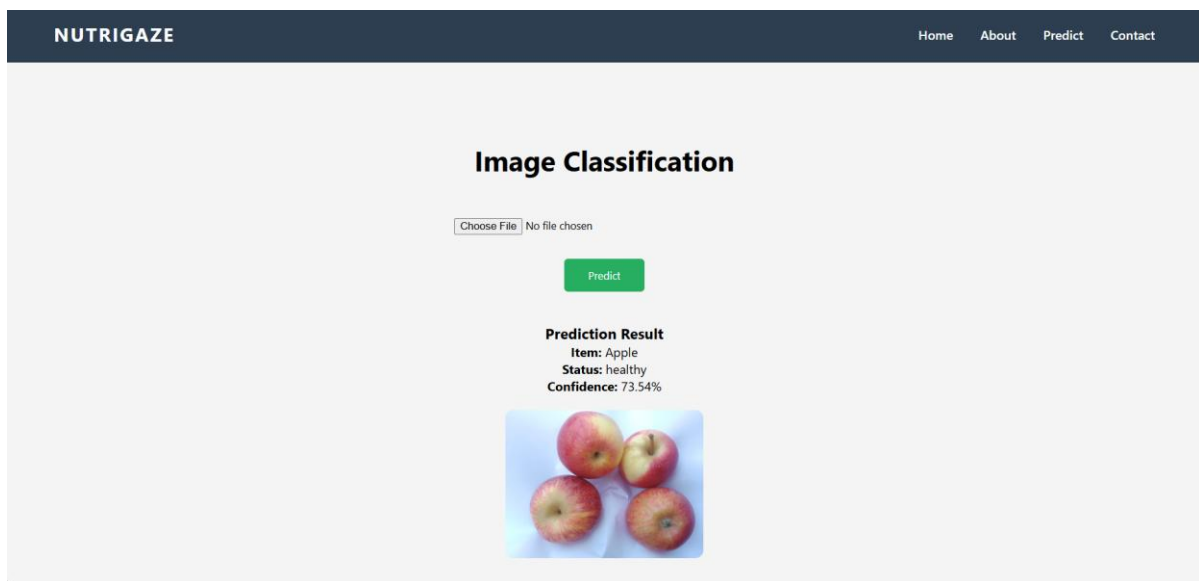 NUTRIGAZE
Home About Predict Contact
Image Classification
Choose File No file chosen
Predict
Prediction Result
Item: Apple
Status: healthy
Confidence: 73.54%